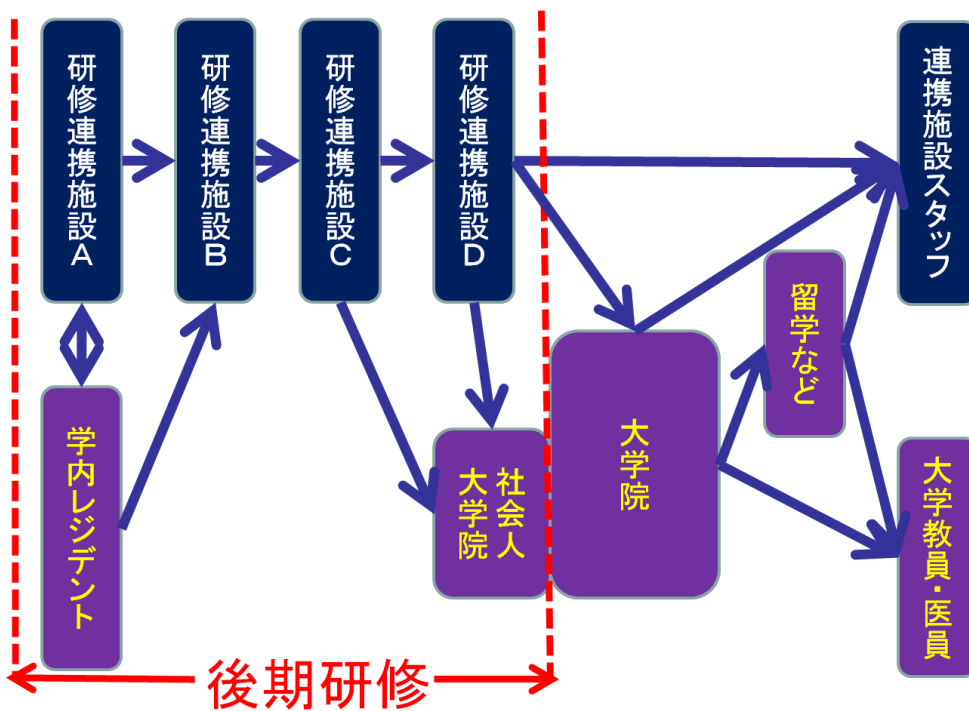 研修連携施設A
研修連携施設B
研修連携施設C
研修連携施設D
連携施設スタッフ
学内レジデント
社会人
大学院
大学院
留学など
大学教員・医員
後期研修